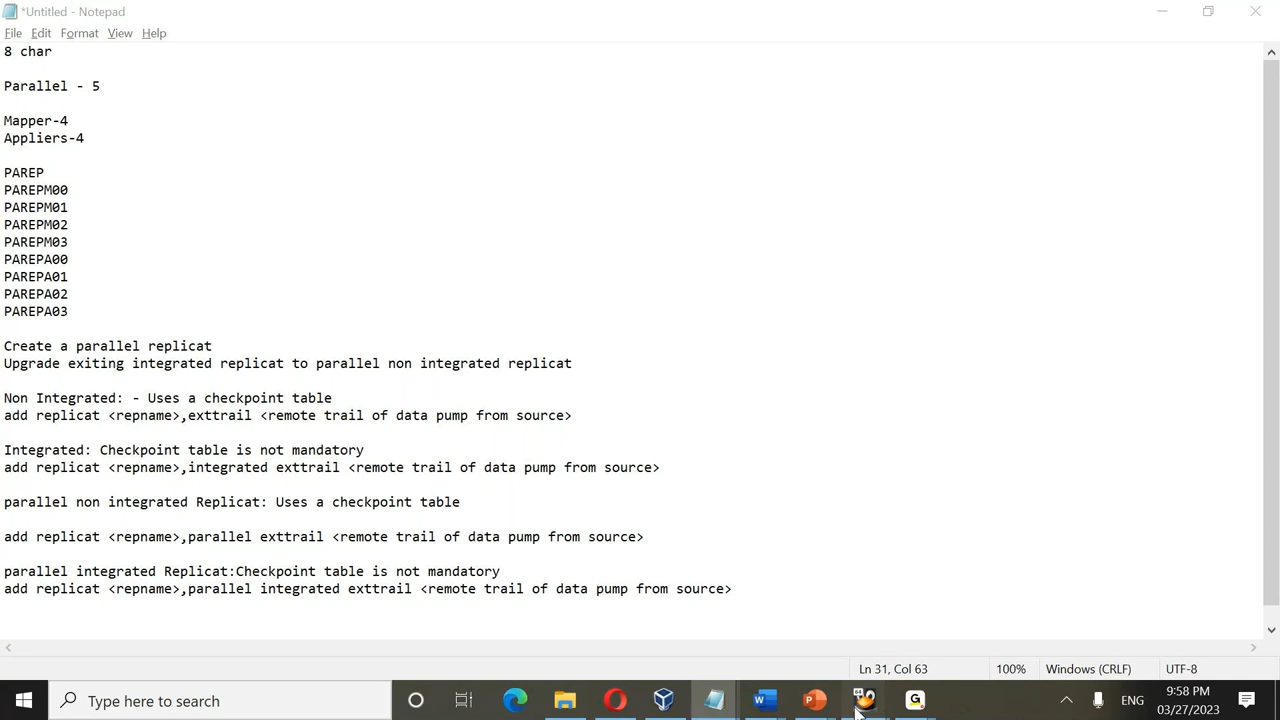 *Untitled - Notepad
File Edit Format View Help
8 char
Parallel - 5
Mapper-4
Appliers-4
PAREP
PAREPM00
PAREPM01
PAREPM02
PAREPM03
PAREPA00
PAREPA01
PAREPA02
PAREPA03
Create a parallel replicat
Upgrade exiting integrated replicat to parallel non integrated replicat
Non Integrated: - Uses a checkpoint table
add replicat <repname>,exttrail <remote trail of data pump from source>
Integrated: Checkpoint table is not mandatory
add replicat <repname>,integrated exttrail <remote trail of data pump from source>
parallel non integrated Replicat: Uses a checkpoint table
add replicat <repname>,parallel exttrail <remote trail of data pump from source>
parallel integrated Replicat:Checkpoint table is not mandatory
add replicat <repname>,parallel integrated exttrail <remote trail of data pump from source>
Ln 31, Col 63 100% Windows (CRLF) UTF-8
Type here to search
ENG
9:58 PM
03/27/2023